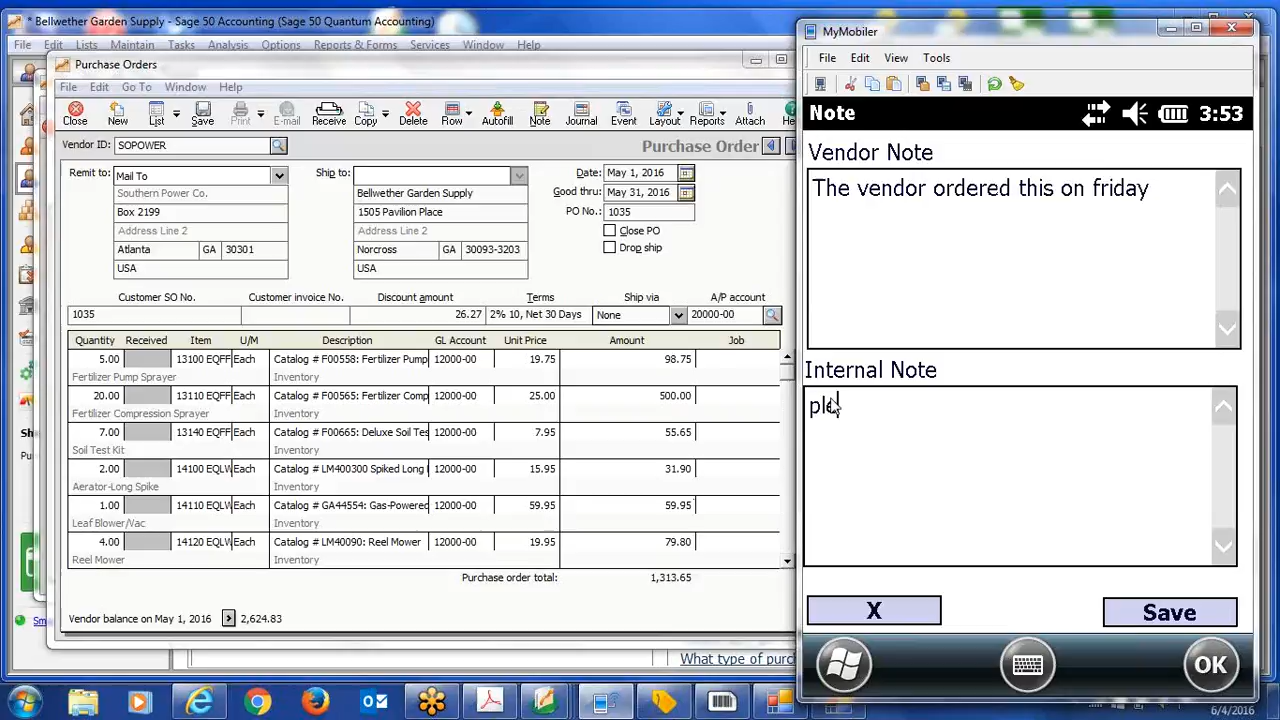 * Bellwether Garden Supply - Sage 50 Accounting (Sage 50 Quantum Accounting)
File Edit Lists Maintain Tasks Analysis Options Reports & Forms Services Window Help
Purchase Orders
File Edit Go To Window Help
Close New List Save Print E-mail Receive Copy Delete Row Autofill Note Journal Event Layout Reports Attach
Vendor ID: SOPOWER
Purchase Order
Remit to: Mail To
Ship to:
Date: May 1, 2016
Southern Power Co.
Bellwether Garden Supply
Good thru: May 31, 2016
Box 2199
1505 Pavilion Place
PO No.: 1035
Address Line 2
Address Line 2
Close PO
Atlanta GA 30301
Norcross GA 30093-3203
Drop ship
USA
USA
Customer SO No. Customer invoice No. Discount amount Terms Ship via A/P account
1035 26.27 2% 10, Net 30 Days None 20000-00
Quantity Received Item U/M Description GL Account Unit Price Amount Job
5.00 13100 EQFF Each Catalog # F00558: Fertilizer Pump 12000-00 19.75 98.75
Fertilizer Pump Sprayer Inventory
20.00 13110 EQFF Each Catalog # F00565: Fertilizer Comp 12000-00 25.00 500.00
Fertilizer Compression Sprayer Inventory
7.00 13140 EQFF Each Catalog # F00665: Deluxe Soil Tes 12000-00 7.95 55.65
Soil Test Kit Inventory
2.00 14100 EQLW Each Catalog # LM400300 Spiked Long 12000-00 15.95 31.90
Aerator-Long Spike Inventory
1.00 14110 EQLW Each Catalog # GA44554: Gas-Powered 12000-00 59.95 59.95
Leaf Blower/Vac Inventory
4.00 14120 EQLW Each Catalog # LM40090: Reel Mower 12000-00 19.95 79.80
Reel Mower Inventory
Purchase order total: 1,313.65
Vendor balance on May 1, 2016 2,624.83
What type of purc
MyMobiler
File Edit View Tools
Note 3:53
Vendor Note
The vendor ordered this on friday
Internal Note
ple
X Save
OK
6/4/2016